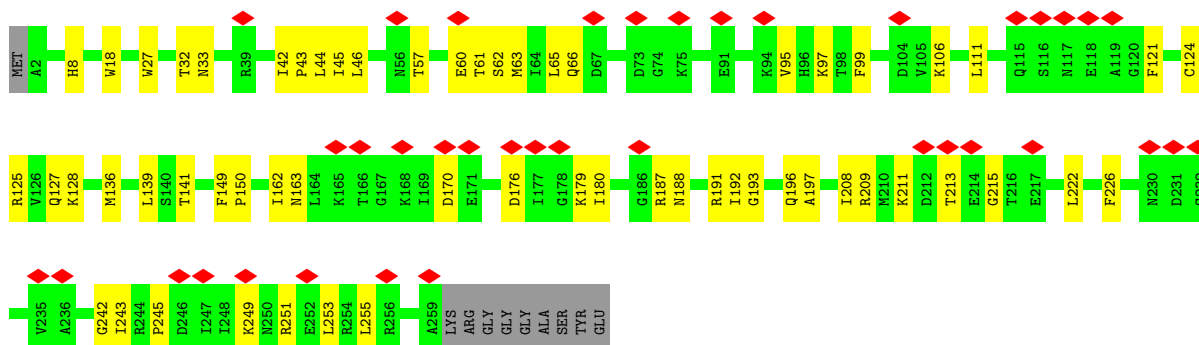 MET A2 H8 W18 W27 T32 N33 R39 I42 P43 L44 I45 L46 N56 T57 E60 T61 S62 M63 I64 L65 Q66 D67 D73 G74 K75 E91 K94 V95 H96 K97 T98 F99 D104 V105 K106 L111 Q115 S116 N117 E118 A119 G120 F121 C124
R125 V126 Q127 K128 M136 L139 S140 T141 F149 P150 I162 N163 L164 K165 T166 G167 K168 I169 D170 E171 D176 I177 G178 K179 I180 G186 R187 N188 R191 I192 G193 Q196 A197 I208 R209 M210 K211 D212 T213 E214 G215 T216 E217 L222 F226 N230 D231
V235 A236 G242 I243 R244 P245 D246 I247 I248 K249 N250 R251 E252 L253 R254 L255 R256 A259 LYS ARG GLY GLY GLY ALA SER TYR GLU